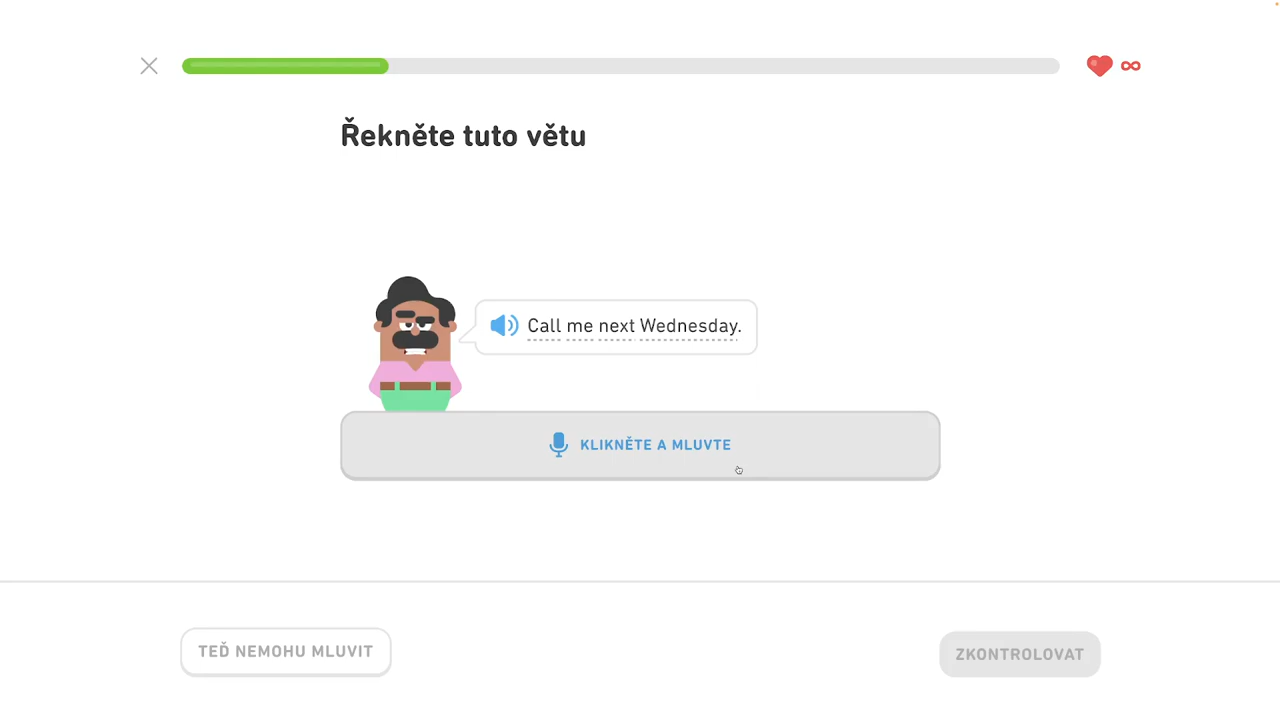 Řekněte tuto větu
Call me next Wednesday.
KLIKNĚTE A MLUVTE
TEĎ NEMOHU MLUVIT
ZKONTROLOVAT